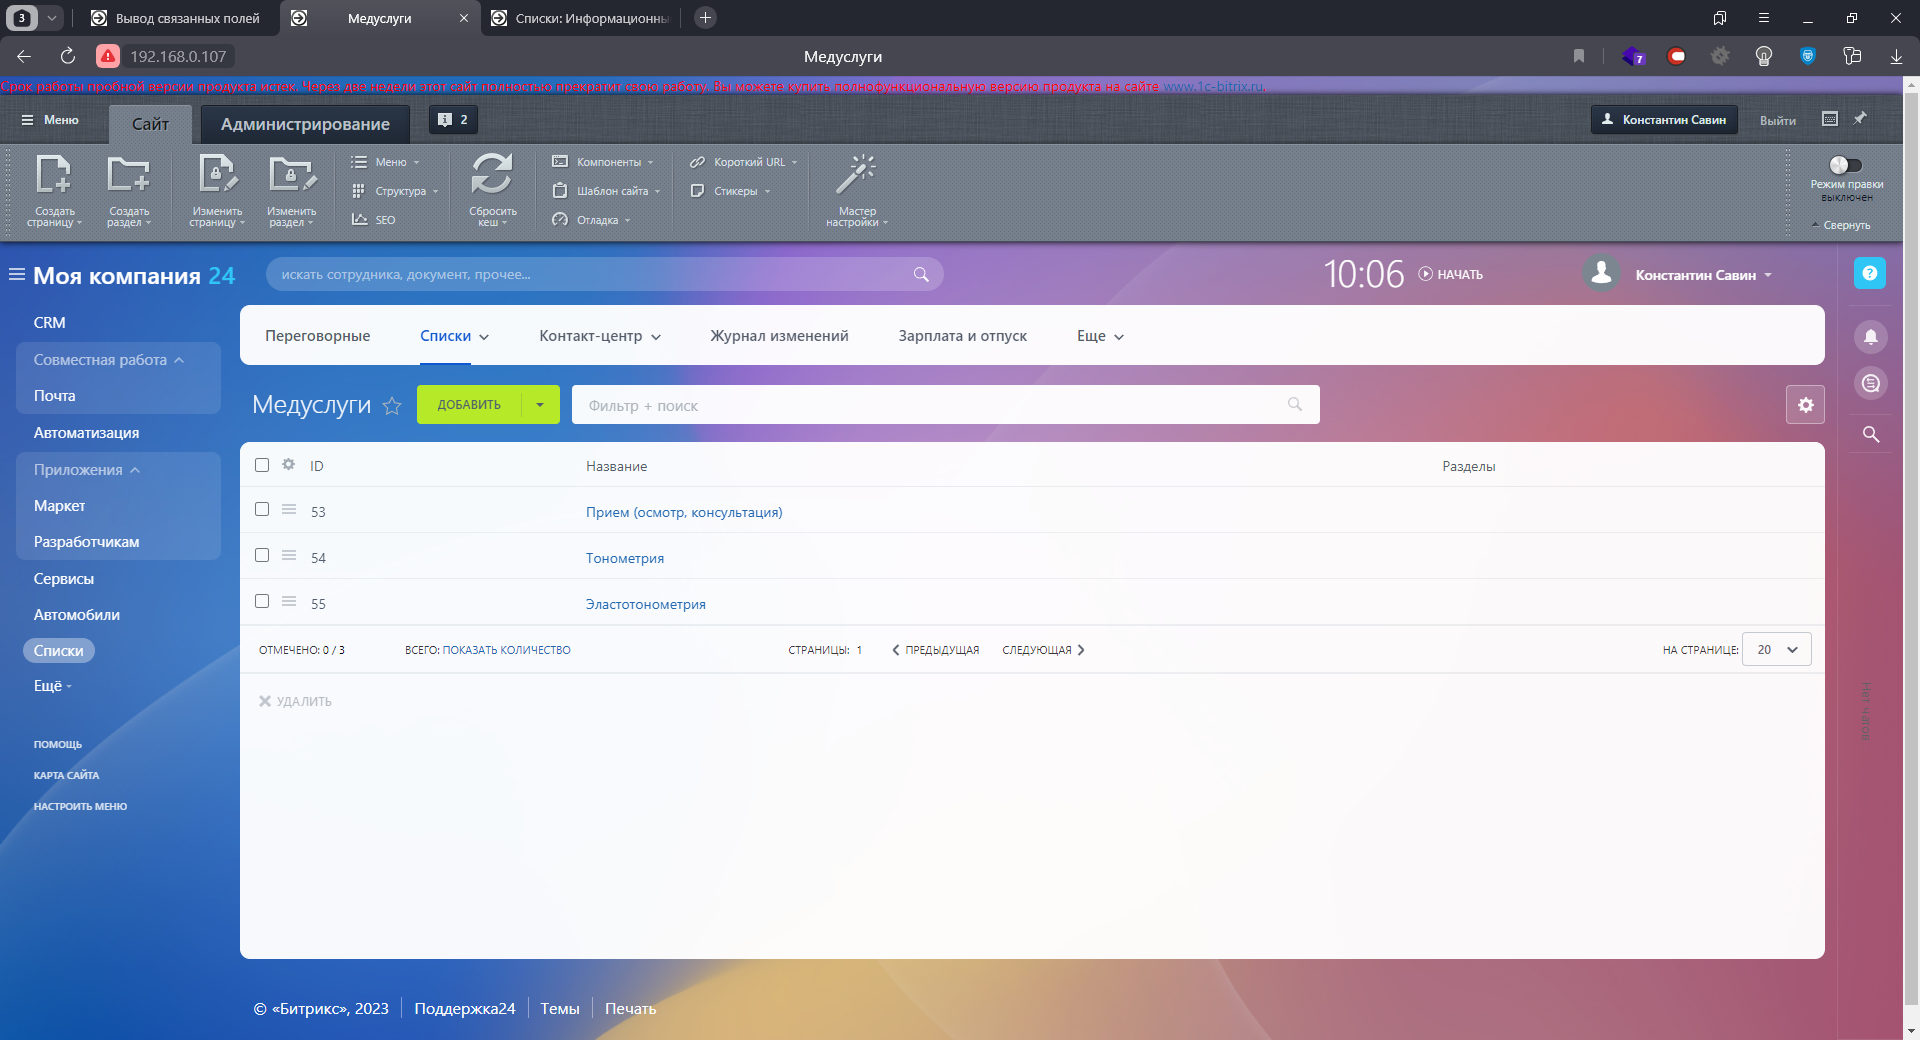 3
Вывод связанных полей
Медуслуги
Списки: Информационны
192.168.0.107
Медуслуги
7
Срок работы пробной версии продукта истек. Через две недели этот сайт полностью прекратит свою работу. Вы можете купить полнофункциональную версию продукта на сайте www.1c-bitrix.ru.
Меню
Сайт
Администрирование
2
Константин Савин
Выйти
Создать страницу
Создать раздел
Изменить страницу
Изменить раздел
Меню
Структура
SEO
Сбросить кеш
Компоненты
Шаблон сайта
Отладка
Короткий URL
Стикеры
Мастер настройки
Режим правки
выключен
Свернуть
Моя компания 24
искать сотрудника, документ, прочее...
10:06
НАЧАТЬ
Константин Савин
?
CRM
Совместная работа
Почта
Автоматизация
Приложения
Маркет
Разработчикам
Сервисы
Автомобили
Списки
Ещё
ПОМОЩЬ
КАРТА САЙТА
НАСТРОИТЬ МЕНЮ
Переговорные
Списки
Контакт-центр
Журнал изменений
Зарплата и отпуск
Еще
Медуслуги
ДОБАВИТЬ
Фильтр + поиск
ID
Название
Разделы
53
Прием (осмотр, консультация)
54
Тонометрия
55
Эластотонометрия
ОТМЕЧЕНО: 0 / 3
ВСЕГО: ПОКАЗАТЬ КОЛИЧЕСТВО
СТРАНИЦЫ: 1
ПРЕДЫДУЩАЯ
СЛЕДУЮЩАЯ
НА СТРАНИЦЕ: 20
УДАЛИТЬ
Нет чатов
© «Битрикс», 2023
Поддержка24
Темы
Печать